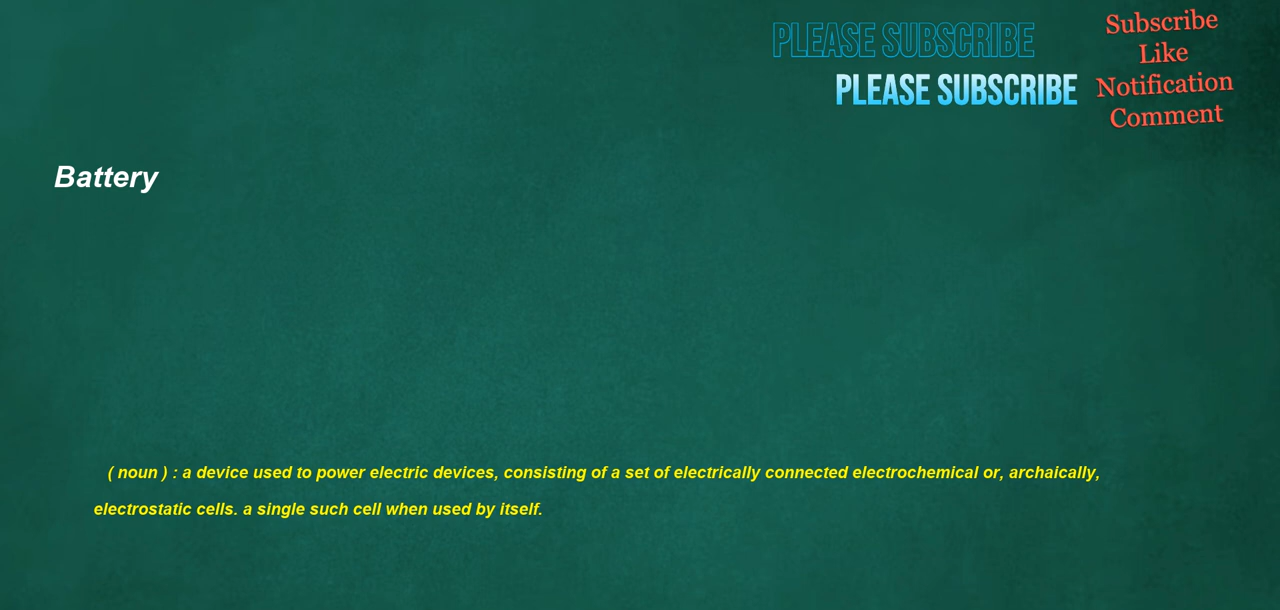 PLEASE SUBSCRIBE
PLEASE SUBSCRIBE
Subscribe
Like
Notification
Comment
Battery
( noun ) : a device used to power electric devices, consisting of a set of electrically connected electrochemical or, archaically,
electrostatic cells. a single such cell when used by itself.